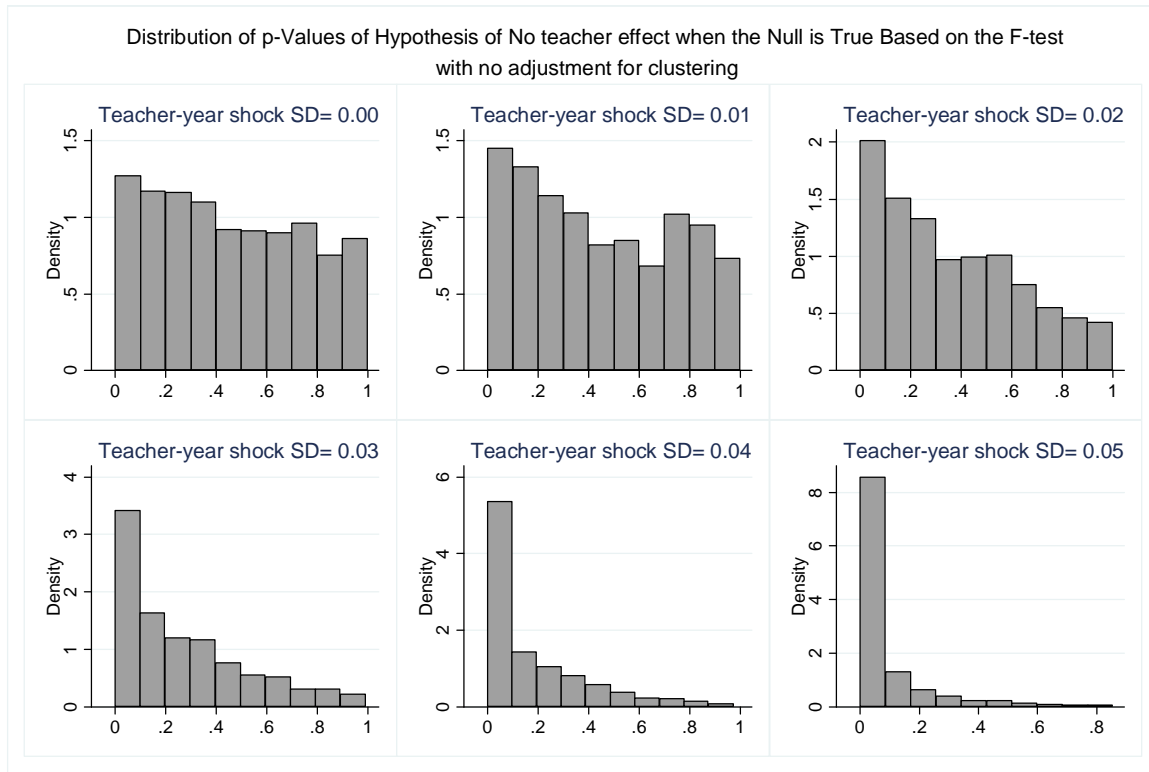 Distribution of p-Values of Hypothesis of No teacher effect when the Null is True Based on the F-test
with no adjustment for clustering
Teacher-year shock SD= 0.00
Density
0 .5 1 1.5
0 .2 .4 .6 .8 1
Teacher-year shock SD= 0.01
Density
0 .5 1 1.5
0 .2 .4 .6 .8 1
Teacher-year shock SD= 0.02
Density
0 .5 1 1.5 2
0 .2 .4 .6 .8 1
Teacher-year shock SD= 0.03
Density
0 1 2 3 4
0 .2 .4 .6 .8 1
Teacher-year shock SD= 0.04
Density
0 2 4 6
0 .2 .4 .6 .8 1
Teacher-year shock SD= 0.05
Density
0 2 4 6 8
0 .2 .4 .6 .8